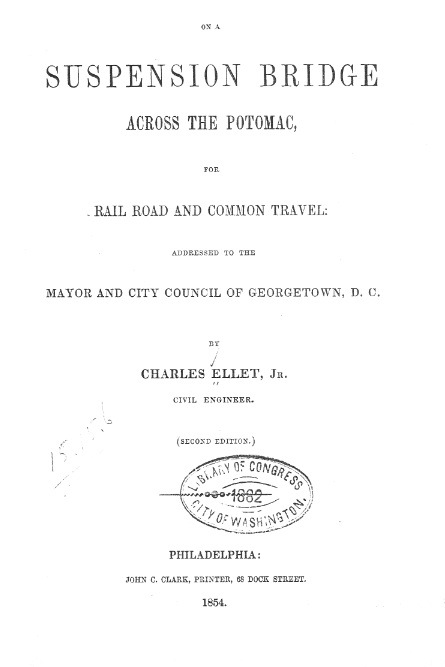 ON A
SUSPENSION BRIDGE
ACROSS THE POTOMAC,
FOR
RAIL ROAD AND COMMON TRAVEL:
ADDRESSED TO THE
MAYOR AND CITY COUNCIL OF GEORGETOWN, D. C.
BY
CHARLES ELLET, JR.
CIVIL ENGINEER.
(SECOND EDITION.)
LIBRARY OF CONGRESS
1882
CITY OF WASHINGTON.
PHILADELPHIA:
JOHN C. CLARK, PRINTER, 68 DOCK STREET.
1854.